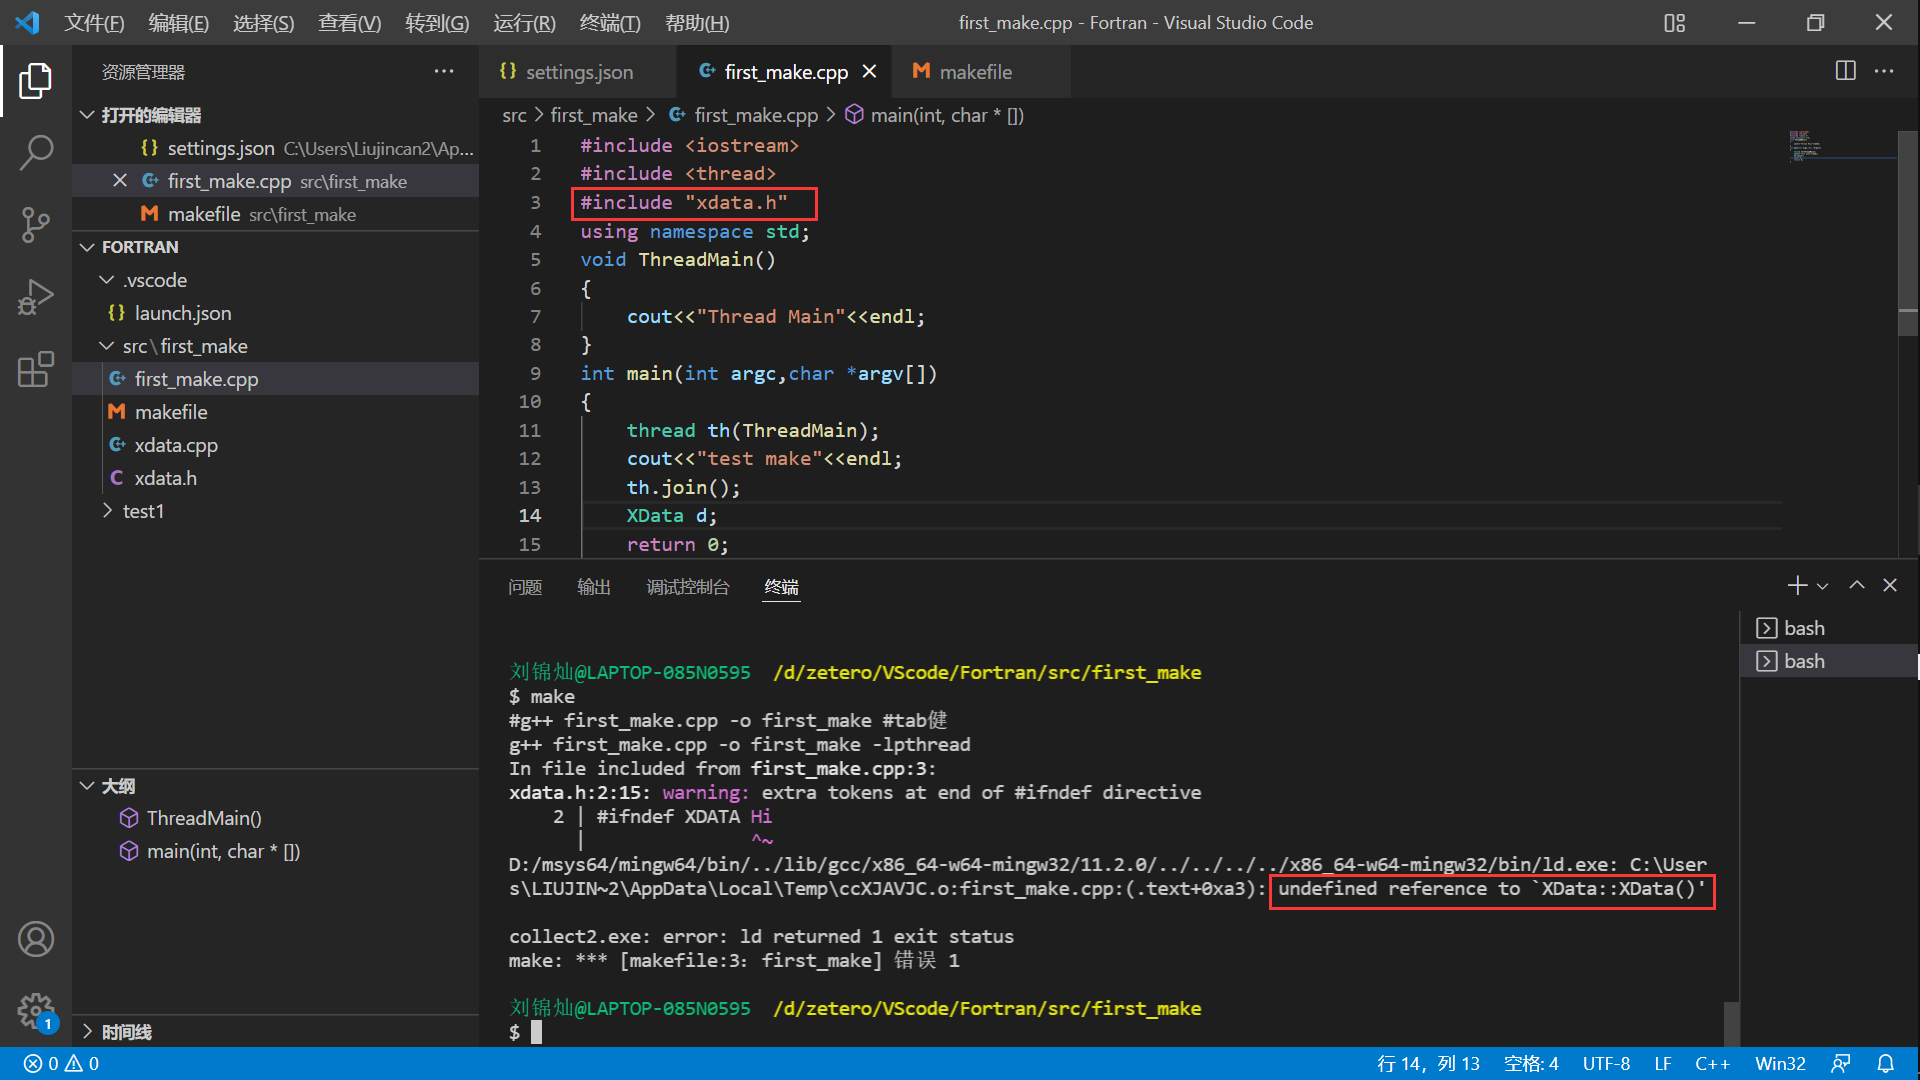 文件(F) 编辑(E) 选择(S) 查看(V) 转到(G) 运行(R) 终端(T) 帮助(H)
first_make.cpp - Fortran - Visual Studio Code
资源管理器
打开的编辑器
{} settings.json C:\Users\Liujincan2\Ap...
first_make.cpp src\first_make
M makefile src\first_make
FORTRAN
.vscode
{} launch.json
src\first_make
first_make.cpp
M makefile
xdata.cpp
C xdata.h
test1
大纲
ThreadMain()
main(int, char * [])
时间线
{} settings.json
first_make.cpp
M makefile
src > first_make > first_make.cpp > main(int, char * [])
1 #include <iostream>
2 #include <thread>
3 #include "xdata.h"
4 using namespace std;
5 void ThreadMain()
6 {
7 cout<<"Thread Main"<<endl;
8 }
9 int main(int argc,char *argv[])
10 {
11 thread th(ThreadMain);
12 cout<<"test make"<<endl;
13 th.join();
14 XData d;
15 return 0;
问题 输出 调试控制台 终端
bash
bash
刘锦灿@LAPTOP-085N0595 /d/zetero/VScode/Fortran/src/first_make
$ make
#g++ first_make.cpp -o first_make #tab健
g++ first_make.cpp -o first_make -lpthread
In file included from first_make.cpp:3:
xdata.h:2:15: warning: extra tokens at end of #ifndef directive
2 | #ifndef XDATA Hi
| ^~
D:/msys64/mingw64/bin/../lib/gcc/x86_64-w64-mingw32/11.2.0/../../../../x86_64-w64-mingw32/bin/ld.exe: C:\User
s\LIUJIN~2\AppData\Local\Temp\ccXJAVJC.o:first_make.cpp:(.text+0xa3): undefined reference to `XData::XData()'
collect2.exe: error: ld returned 1 exit status
make: *** [makefile:3：first_make] 错误 1
刘锦灿@LAPTOP-085N0595 /d/zetero/VScode/Fortran/src/first_make
$
1
0 0
行 14，列 13 空格: 4 UTF-8 LF C++ Win32